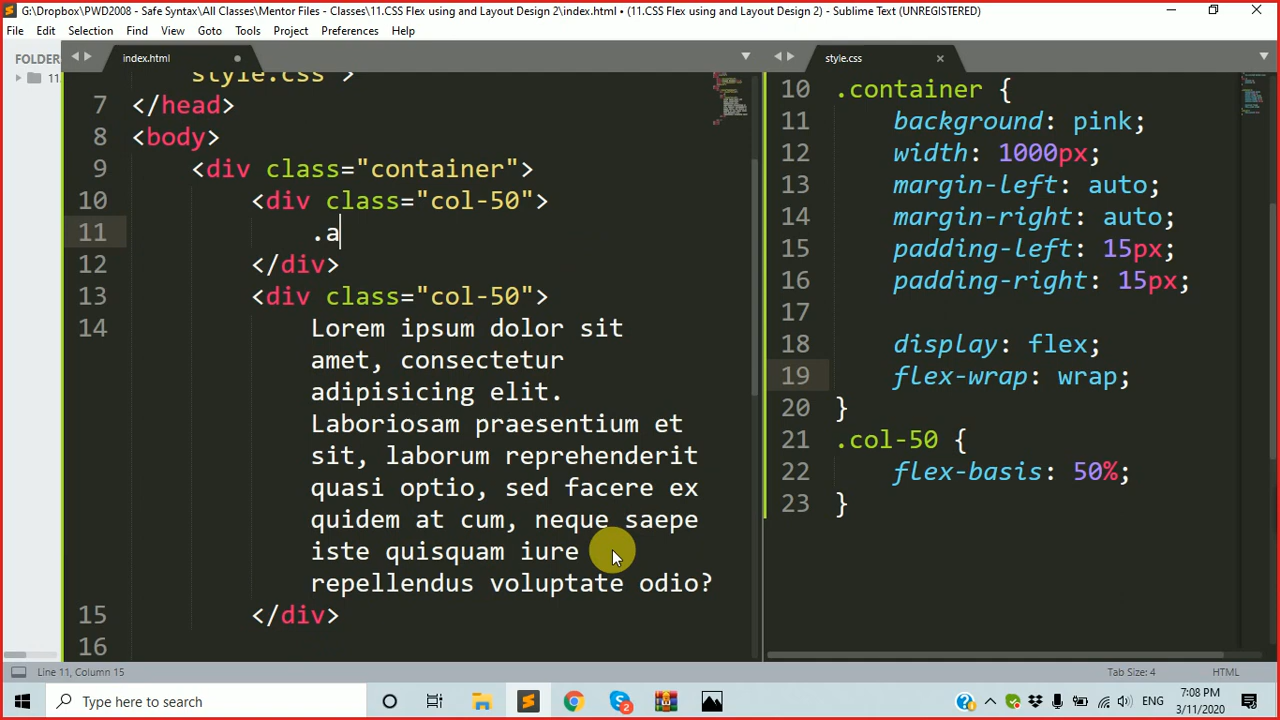 G:\Dropbox\PWD2008 - Safe Syntax\All Classes\Mentor Files - Classes\11.CSS Flex using and Layout Design 2\index.html • (11.CSS Flex using and Layout Design 2) - Sublime Text (UNREGISTERED)
File Edit Selection Find View Goto Tools Project Preferences Help
FOLDERS
11.
index.html
style.css">
7 </head>
8 <body>
9 <div class="container">
10 <div class="col-50">
11 .a
12 </div>
13 <div class="col-50">
14 Lorem ipsum dolor sit
amet, consectetur
adipisicing elit.
Laboriosam praesentium et
sit, laborum reprehenderit
quasi optio, sed facere ex
quidem at cum, neque saepe
iste quisquam iure
repellendus voluptate odio?
15 </div>
16
style.css
10 .container {
11 background: pink;
12 width: 1000px;
13 margin-left: auto;
14 margin-right: auto;
15 padding-left: 15px;
16 padding-right: 15px;
17
18 display: flex;
19 flex-wrap: wrap;
20 }
21 .col-50 {
22 flex-basis: 50%;
23 }
Line 11, Column 15
Tab Size: 4
HTML
Type here to search
2
ENG
7:08 PM
3/11/2020